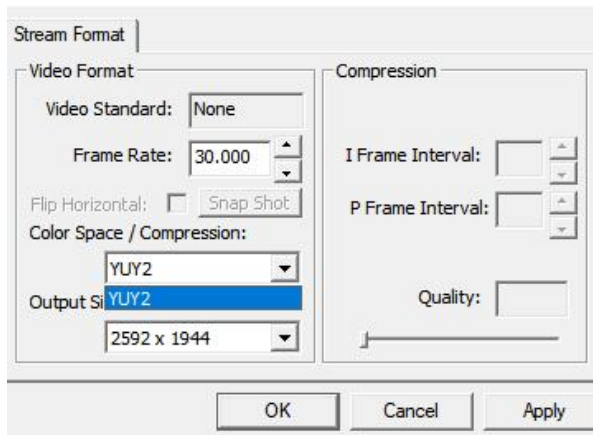 Stream Format
Video Format
Video Standard: None
Frame Rate: 30.000
Flip Horizontal: Snap Shot
Color Space / Compression:
YUY2
YUY2
Output Si
2592 x 1944
Compression
I Frame Interval:
P Frame Interval:
Quality:
OK Cancel Apply